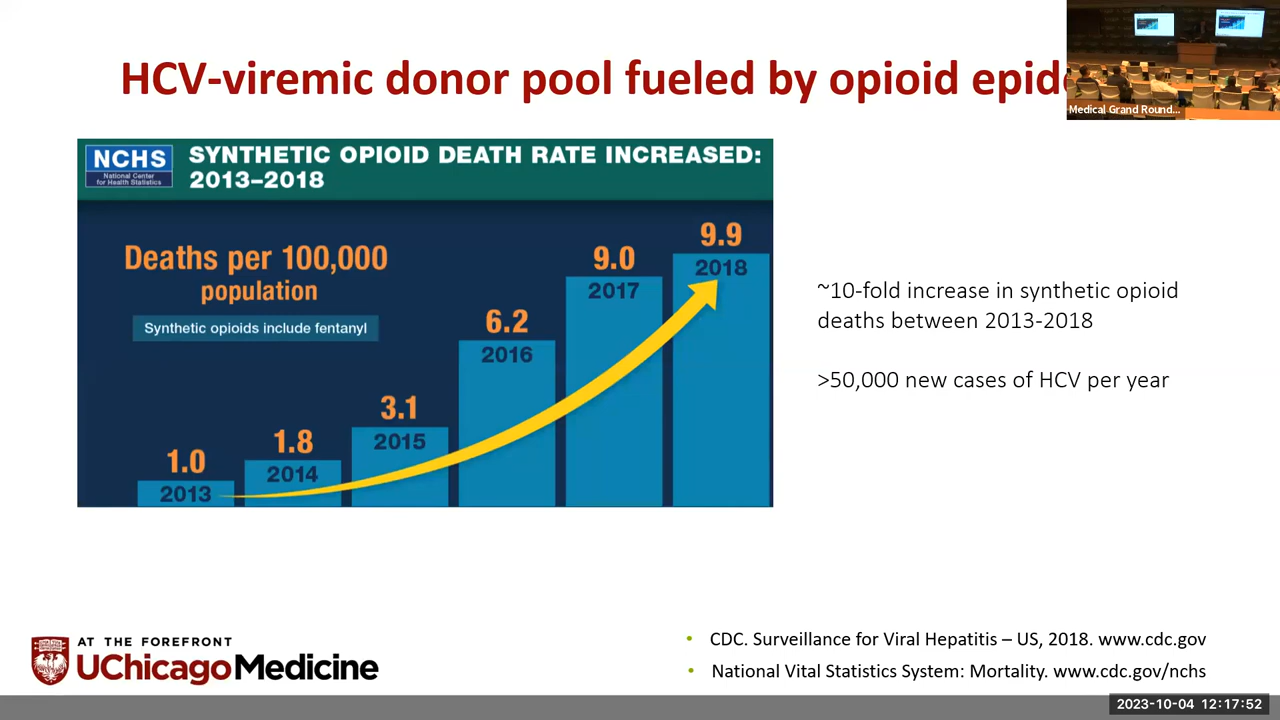 HCV-viremic donor pool fueled by opioid
Medical Grand Round...
NCHS
National Center
for Health Statistics
SYNTHETIC OPIOID DEATH RATE INCREASED:
2013–2018
Deaths per 100,000
population
Synthetic opioids include fentanyl
1.0
2013
1.8
2014
3.1
2015
6.2
2016
9.0
2017
9.9
2018
~10-fold increase in synthetic opioid
deaths between 2013-2018
>50,000 new cases of HCV per year
AT THE FOREFRONT
UChicago Medicine
• CDC. Surveillance for Viral Hepatitis – US, 2018. www.cdc.gov
• National Vital Statistics System: Mortality. www.cdc.gov/nchs
2023-10-04 12:17:52